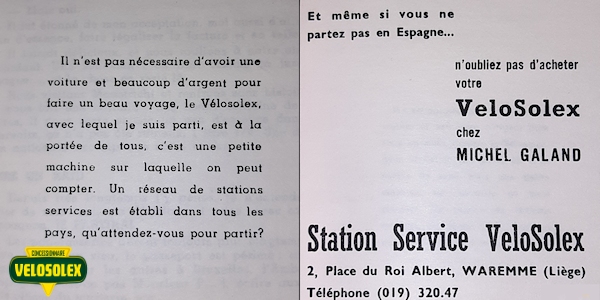 Il n'est pas nécessaire d'avoir une
voiture et beaucoup d'argent pour
faire un beau voyage, le Vélosolex,
avec lequel je suis parti, est à la
portée de tous, c'est une petite
machine sur laquelle on peut
compter. Un réseau de stations
services est établi dans tous les
pays, qu'attendez-vous pour partir?
CONCESSIONNAIRE
VELOSOLEX
Et même si vous ne
partez pas en Espagne...
n'oubliez pas d'acheter
votre
VeloSolex
chez
MICHEL GALAND
Station Service VeloSolex
2, Place du Roi Albert, WAREMME (Liège)
Téléphone (019) 320.47